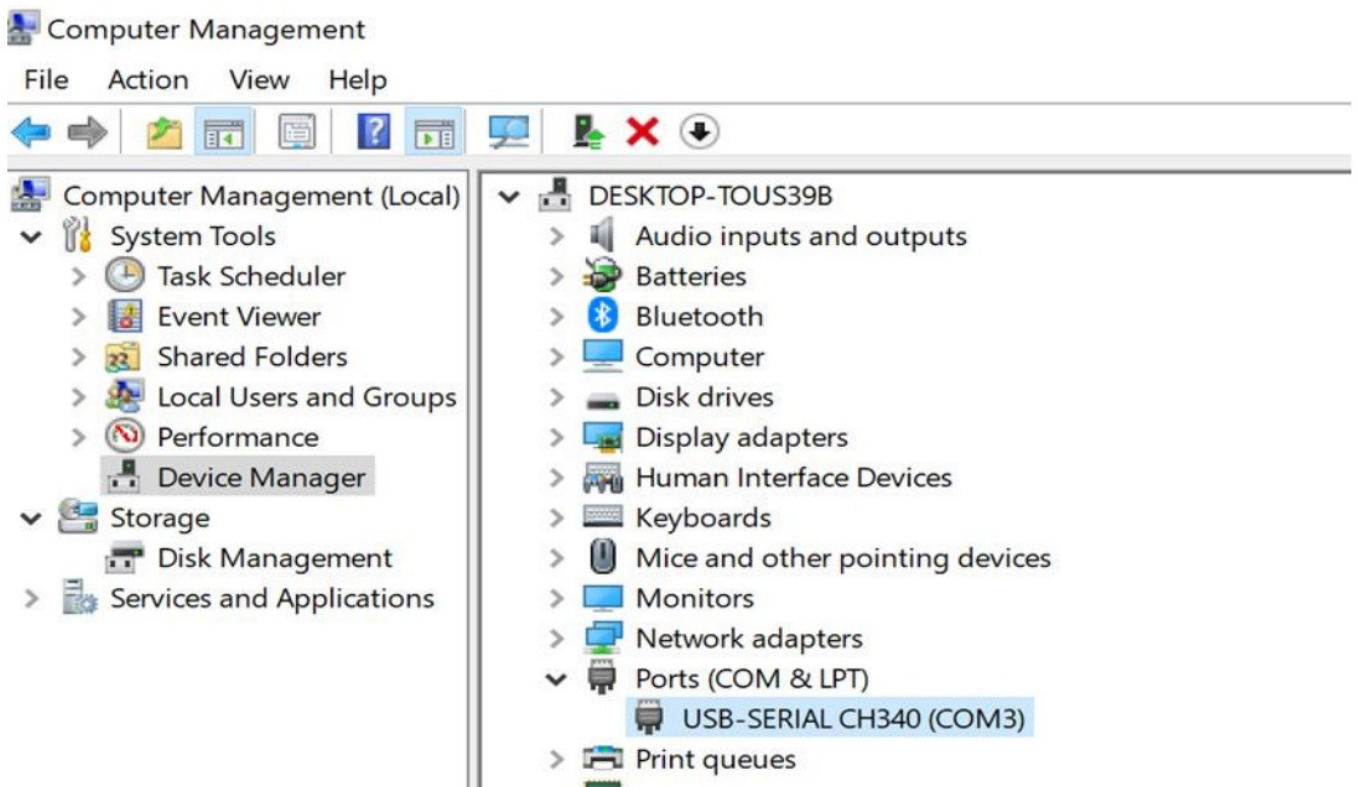 Computer Management
File Action View Help
Computer Management (Local)
System Tools
Task Scheduler
Event Viewer
Shared Folders
Local Users and Groups
Performance
Device Manager
Storage
Disk Management
Services and Applications
DESKTOP-TOUS39B
Audio inputs and outputs
Batteries
Bluetooth
Computer
Disk drives
Display adapters
Human Interface Devices
Keyboards
Mice and other pointing devices
Monitors
Network adapters
Ports (COM & LPT)
USB-SERIAL CH340 (COM3)
Print queues